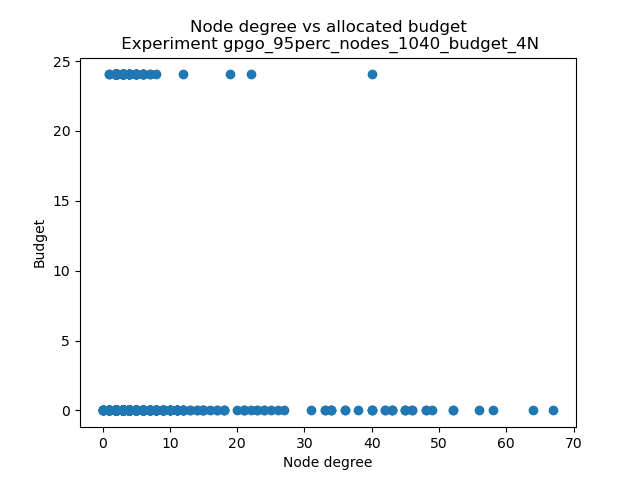 Node degree vs allocated budget
Experiment gpgo_95perc_nodes_1040_budget_4N
25
20
15
10
5
0
Budget
0 10 20 30 40 50 60 70
Node degree